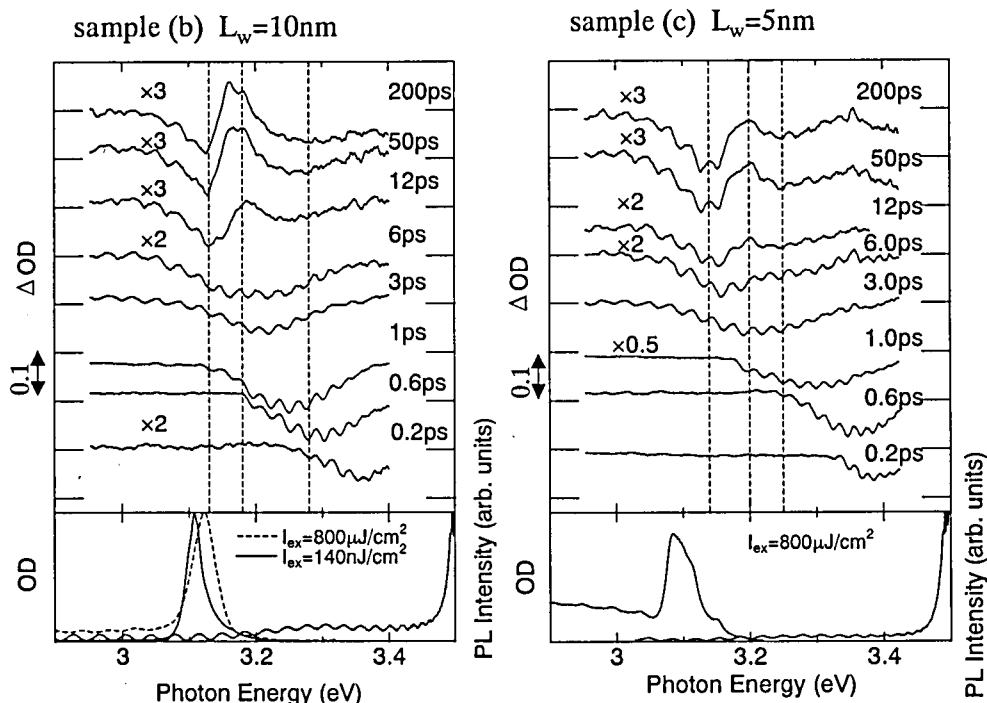 sample (b) L_w=10nm
×3
200ps
×3
50ps
×3
12ps
×2
6ps
3ps
1ps
0.6ps
×2
0.2ps
Δ OD
0.1
I_ex=800μJ/cm²
I_ex=140nJ/cm²
OD
PL Intensity (arb. units)
3
3.2
3.4
Photon Energy (eV)
sample (c) L_w=5nm
×3
200ps
×3
50ps
×2
12ps
×2
6.0ps
3.0ps
×0.5
1.0ps
0.6ps
0.2ps
Δ OD
0.1
I_ex=800μJ/cm²
OD
PL Intensity (arb. units)
3
3.2
3.4
Photon Energy (eV)